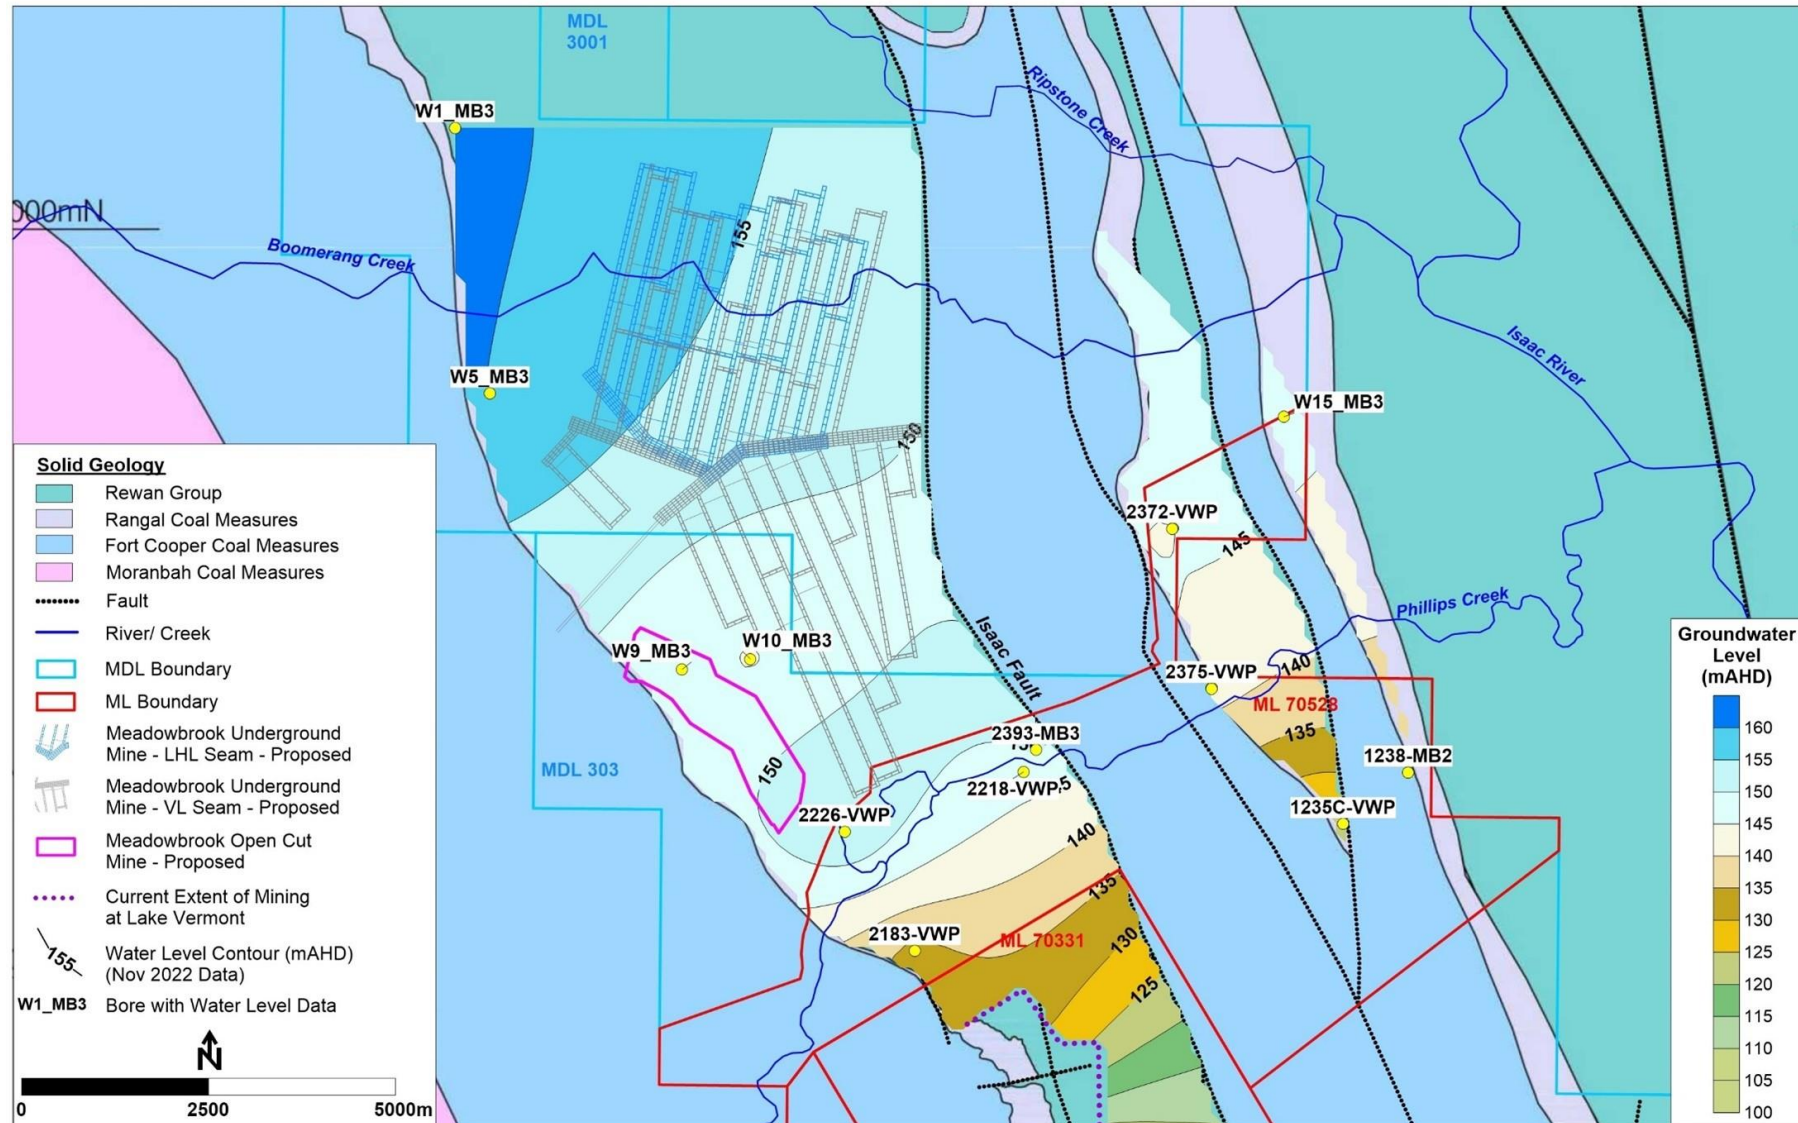 MDL
3001
W1_MB3
Ripstone Creek
000mN
Boomerang Creek
155
Isaac River
W5_MB3
W15_MB3
150
2372-VWP
145
Phillips Creek
W9_MB3
W10_MB3
Isaac Fault
2375-VWP
140
ML 70528
135
2393-MB3
1238-MB2
MDL 303
150
2218-VWP
2226-VWP
1235C-VWP
140
135
2183-VWP
ML 70331
130
125
Solid Geology
Rewan Group
Rangal Coal Measures
Fort Cooper Coal Measures
Moranbah Coal Measures
Fault
River/ Creek
MDL Boundary
ML Boundary
Meadowbrook Underground
Mine - LHL Seam - Proposed
Meadowbrook Underground
Mine - VL Seam - Proposed
Meadowbrook Open Cut
Mine - Proposed
Current Extent of Mining
at Lake Vermont
155
Water Level Contour (mAHD)
(Nov 2022 Data)
W1_MB3 Bore with Water Level Data
N
0 2500 5000m
Groundwater
Level
(mAHD)
160
155
150
145
140
135
130
125
120
115
110
105
100